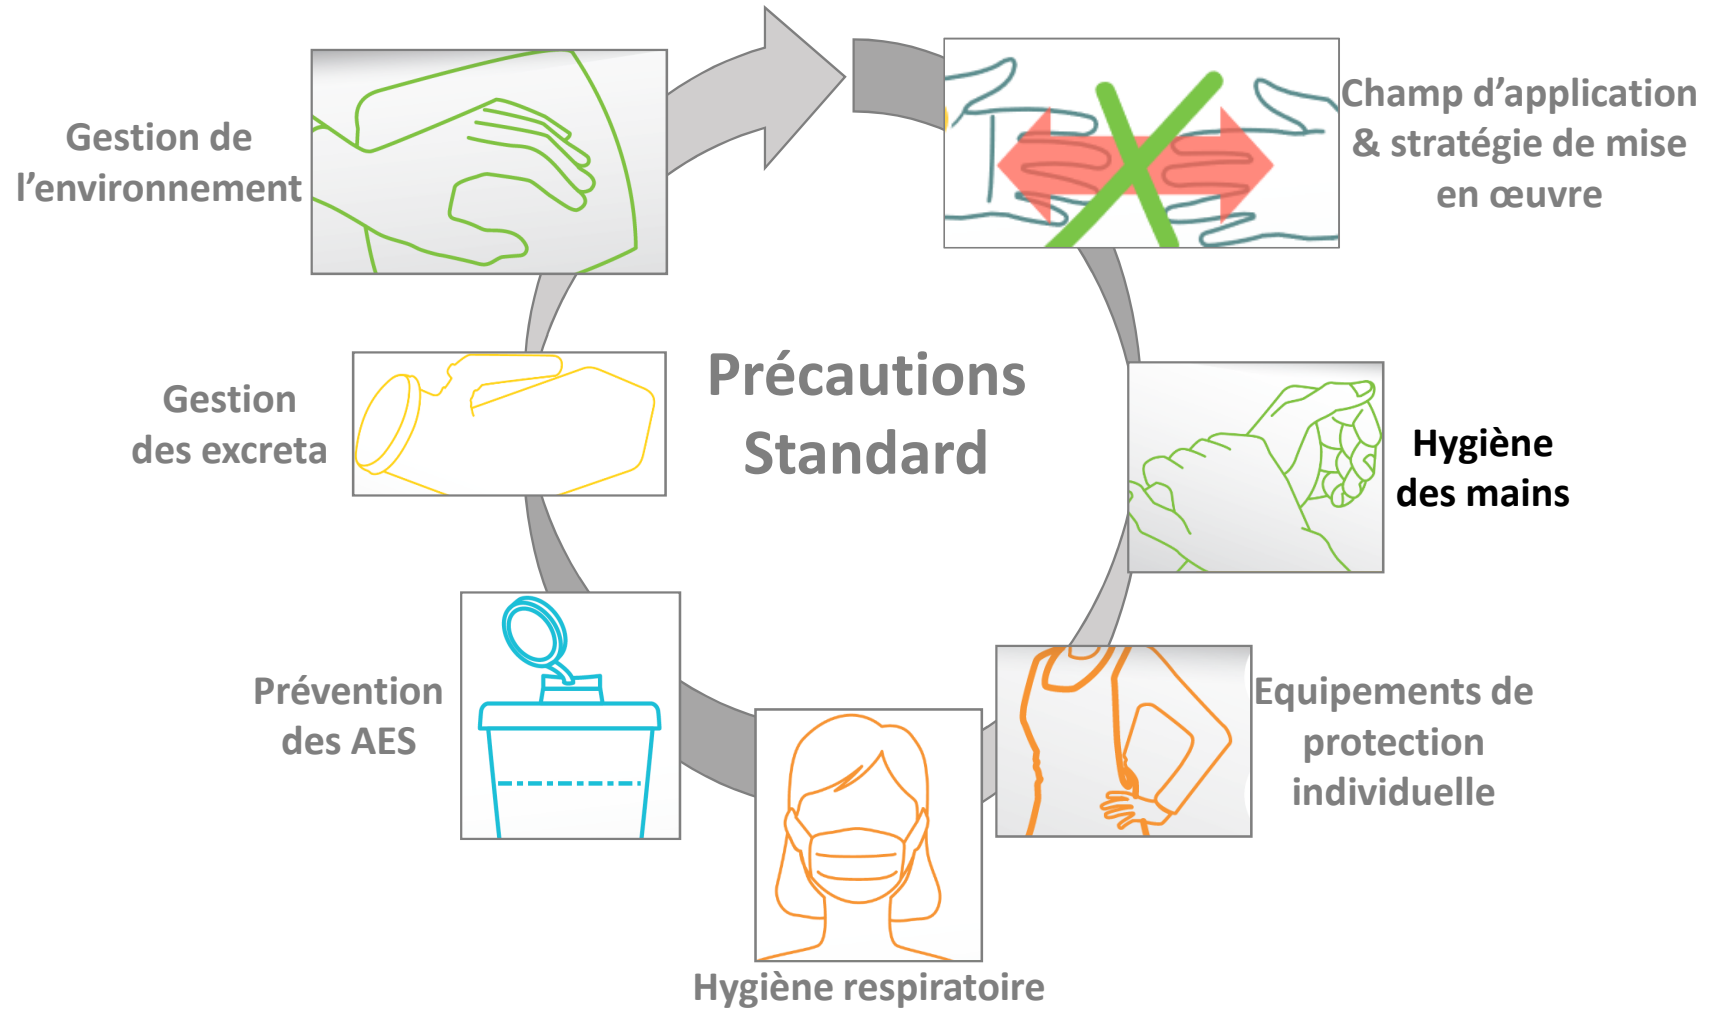 Précautions
Standard
Champ d’application
& stratégie de mise
en œuvre
Hygiène
des mains
Equipements de
protection
individuelle
Hygiène respiratoire
Prévention
des AES
Gestion
des excreta
Gestion de
l’environnement